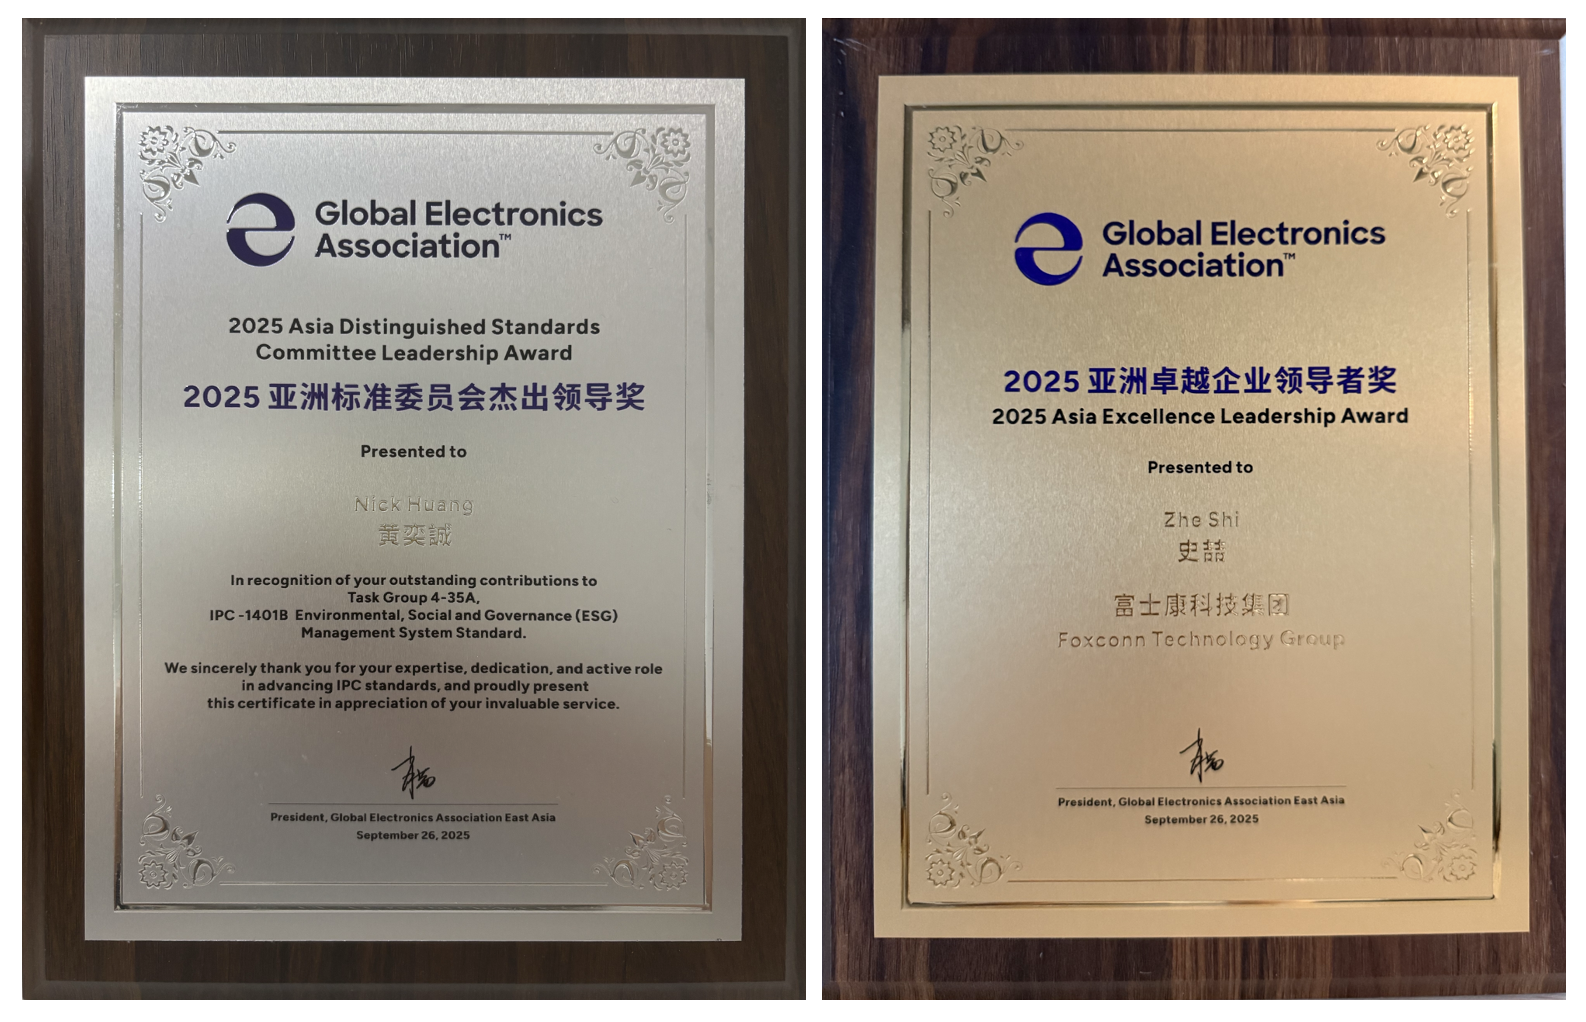 Global Electronics
Association™
2025 Asia Distinguished Standards
Committee Leadership Award
2025 亚洲标准委员会杰出领导奖
Presented to
Nick Huang
黄奕誠
In recognition of your outstanding contributions to
Task Group 4-35A,
IPC -1401B Environmental, Social and Governance (ESG)
Management System Standard.
We sincerely thank you for your expertise, dedication, and active role
in advancing IPC standards, and proudly present
this certificate in appreciation of your invaluable service.
President, Global Electronics Association East Asia
September 26, 2025
Global Electronics
Association™
2025 亚洲卓越企业领导者奖
2025 Asia Excellence Leadership Award
Presented to
Zhe Shi
史喆
富士康科技集团
Foxconn Technology Group
President, Global Electronics Association East Asia
September 26, 2025